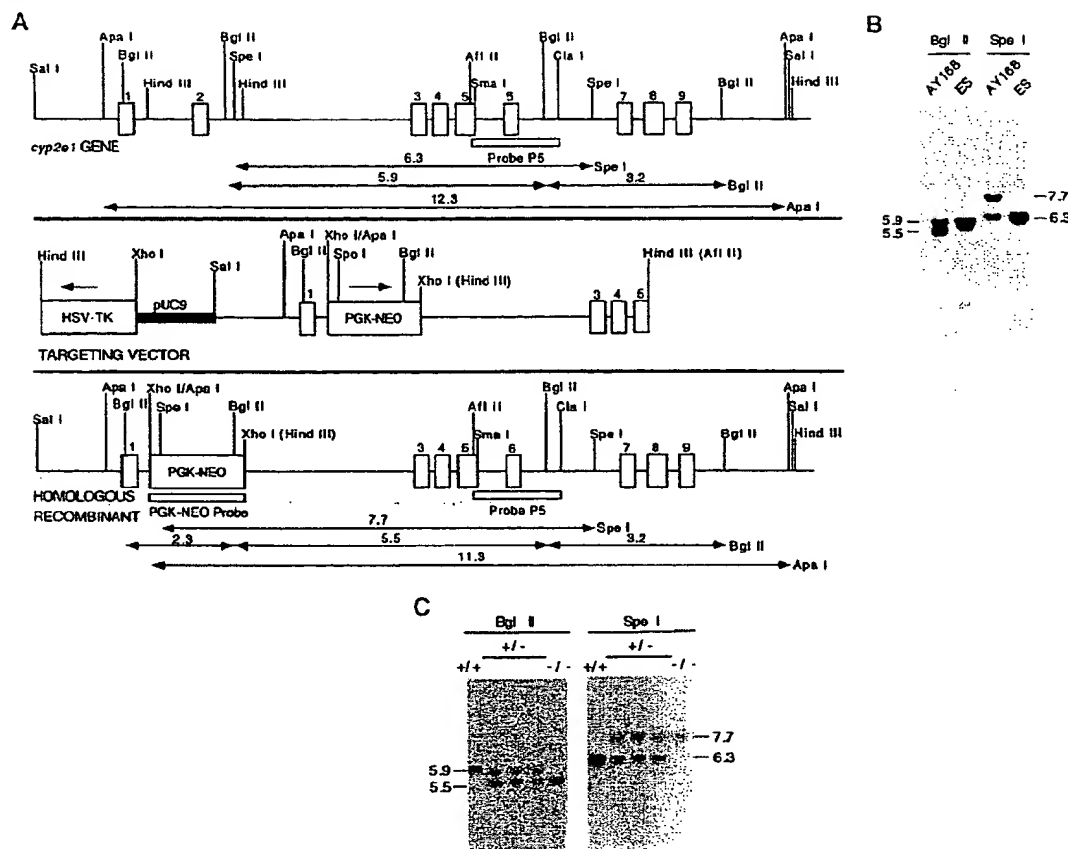 A
Apa I
Bgl II
Sal I
Hind III
Bgl II
Spe I
Hind III
Afl II
Sma I
Bgl II
Cla I
Spe I
Bgl II
Apa I
Sal I
Hind III
1
2
3
4
5
5
7
8
9
cyp2e1 GENE
Probe P5
6.3
Spe I
5.9
3.2
Bgl II
12.3
Apa I
Hind III
Xho I
Sal I
Apa I
Bgl II
Xho I/Apa I
Spo I
Bgl II
Xho I (Hind III)
Hind III (Afl II)
HSV-TK
pUC9
1
PGK-NEO
3
4
5
TARGETING VECTOR
Apa I
Xho I/Apa I
Sal I
Bgl II
Spe I
Bgl II
Xho I (Hind III)
Afl II
Sma I
Bgl II
Cla I
Spe I
Bgl II
Apa I
Sal I
Hind III
1
PGK-NEO
3
4
5
6
7
8
9
HOMOLOGOUS
RECOMBINANT
PGK-NEO Probe
Probe P5
7.7
Spe I
2.3
5.5
3.2
Bgl II
11.3
Apa I
B
Bgl II
Spe I
AY168
ES
AY168
ES
5.9
5.5
7.7
6.3
C
Bgl II
Spe I
+/-
+/-
+/+
-/-
+/+
-/-
5.9
5.5
7.7
6.3